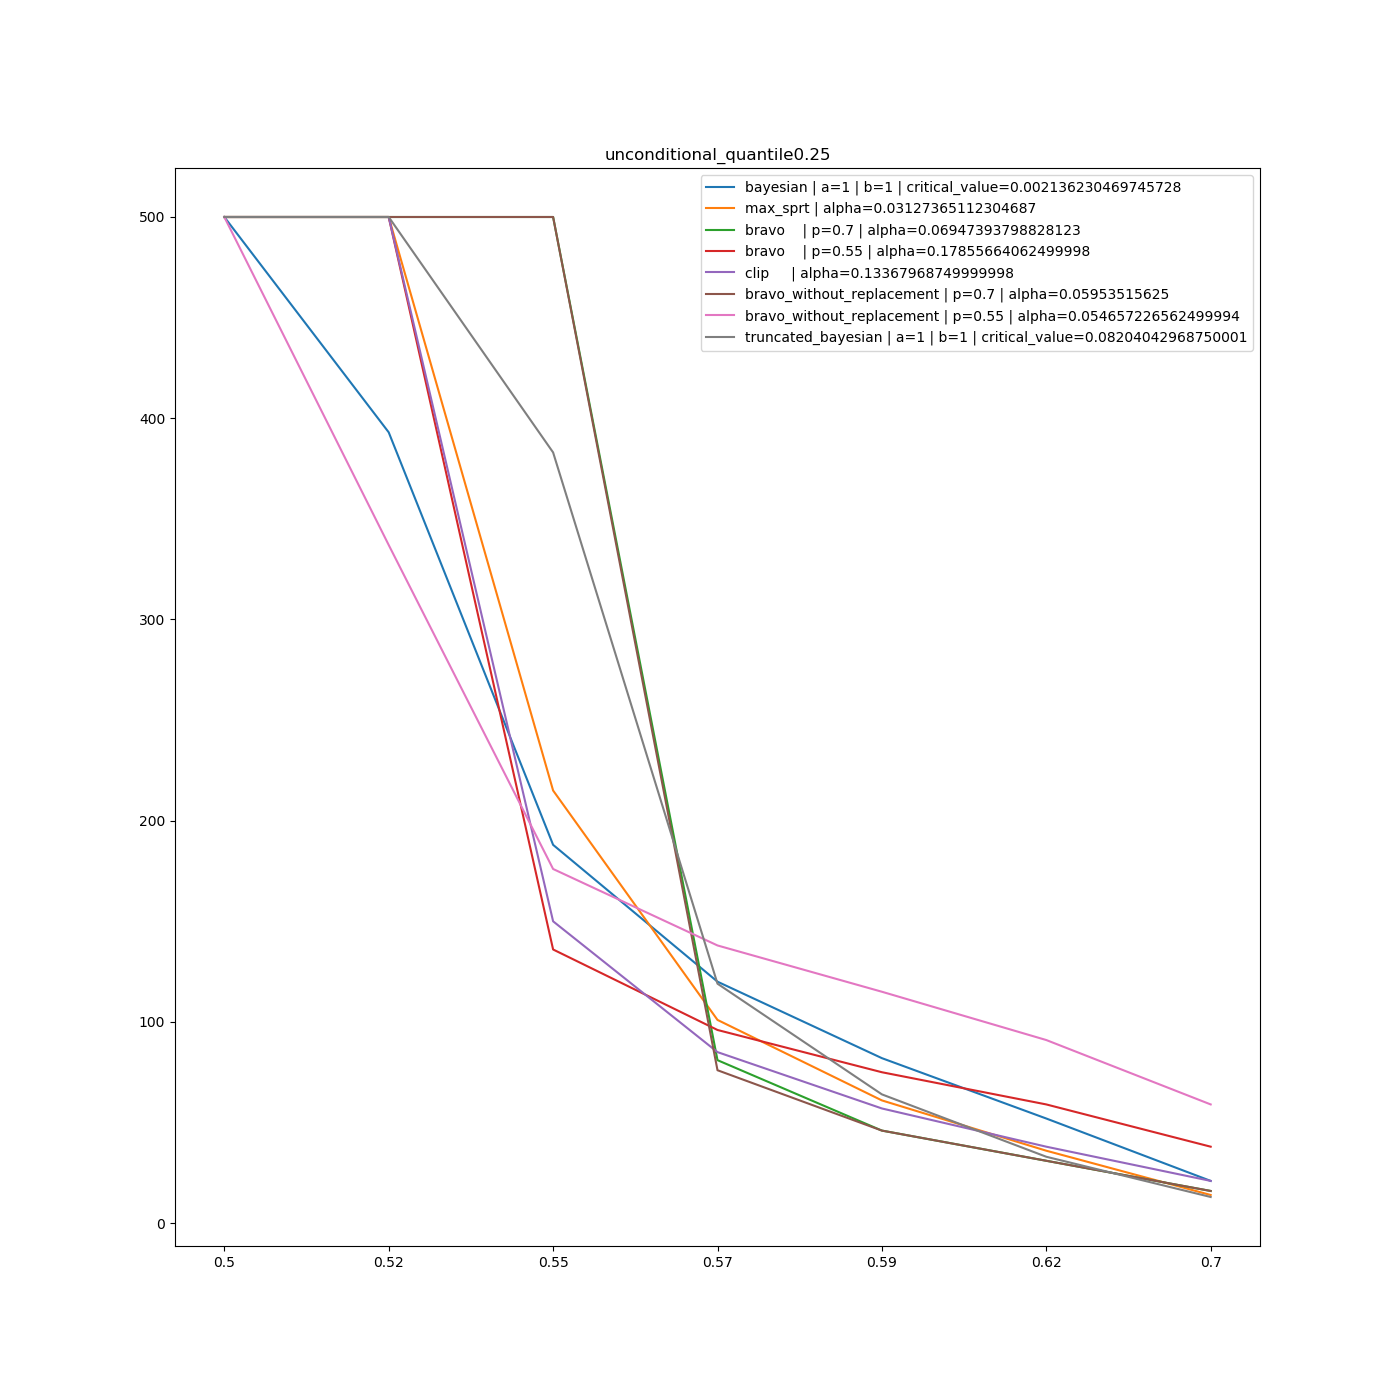 unconditional_quantile0.25
bayesian | a=1 | b=1 | critical_value=0.002136230469745728
max_sprt | alpha=0.03127365112304687
bravo    | p=0.7 | alpha=0.06947393798828123
bravo    | p=0.55 | alpha=0.17855664062499998
clip     | alpha=0.13367968749999998
bravo_without_replacement | p=0.7 | alpha=0.05953515625
bravo_without_replacement | p=0.55 | alpha=0.054657226562499994
truncated_bayesian | a=1 | b=1 | critical_value=0.08204042968750001
500
400
300
200
100
0
0.5 0.52 0.55 0.57 0.59 0.62 0.7